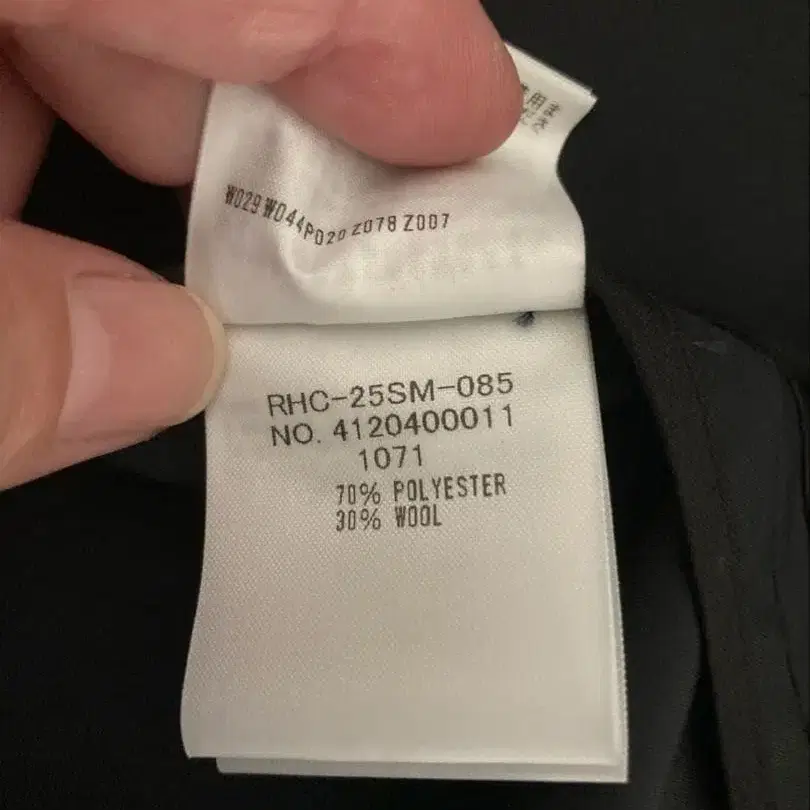 W029 W044 P020 Z078 Z007
RHC-25SM-085
NO. 4120400011
1071
70% POLYESTER
30% WOOL